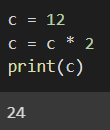 c = 12
c = c * 2
print(c)
24